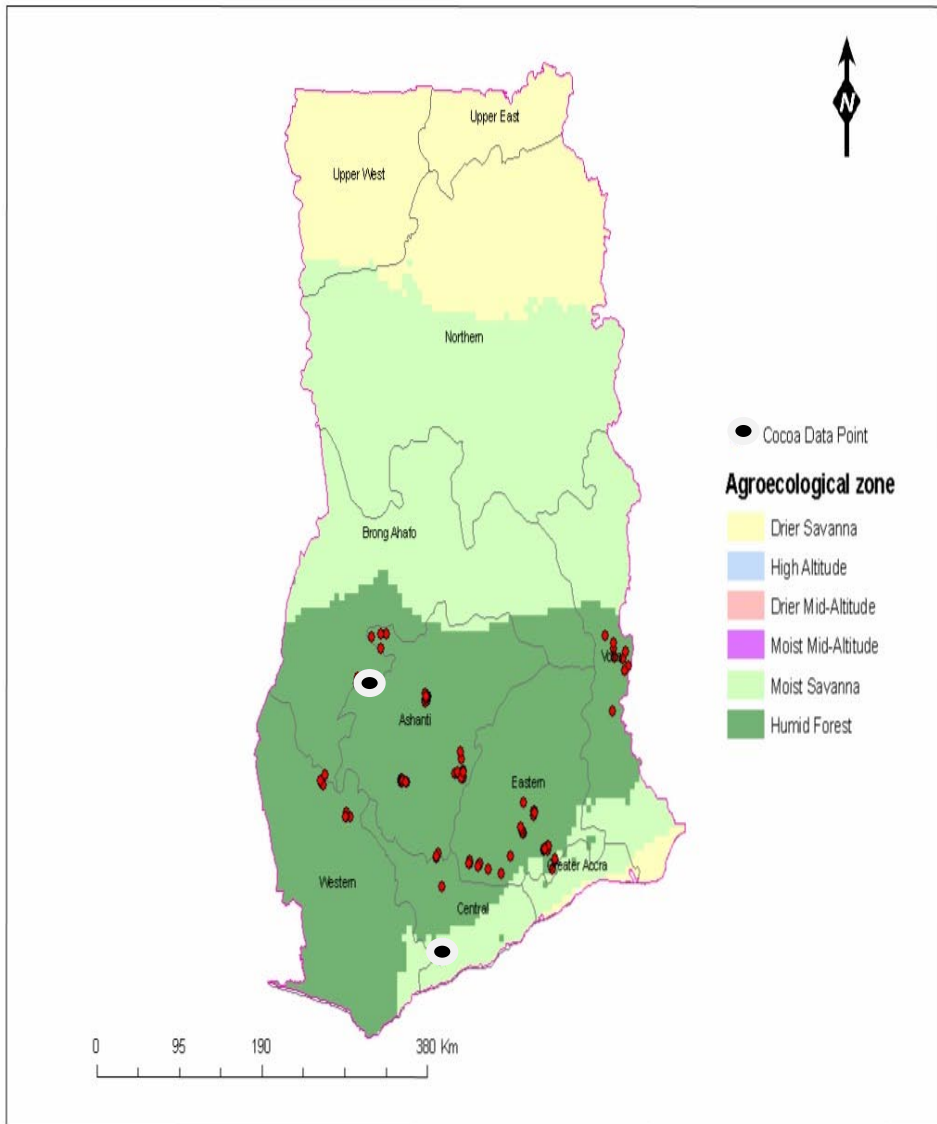 N
Upper East
Upper West
Northern
Cocoa Data Point
Agroecological zone
Drier Savanna
High Altitude
Drier Mid-Altitude
Moist Mid-Altitude
Moist Savanna
Humid Forest
Brong Ahafo
Volta
Ashanti
Eastern
Greater Accra
Western
Central
0 95 190 380 Km